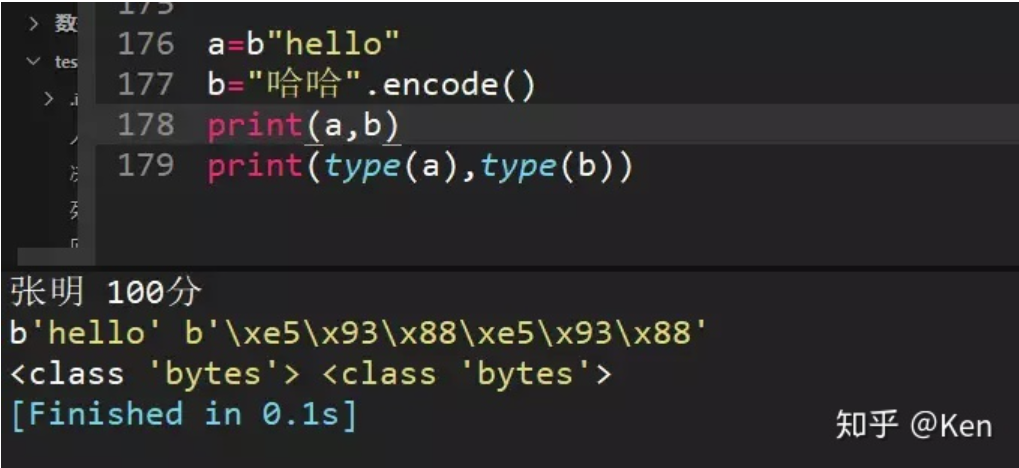 数
tes
175
176 a=b"hello"
177 b="哈哈".encode()
178 print(a,b)
179 print(type(a),type(b))
张明 100分
b'hello' b'\xe5\x93\x88\xe5\x93\x88'
<class 'bytes'> <class 'bytes'>
[Finished in 0.1s]
知乎 @Ken